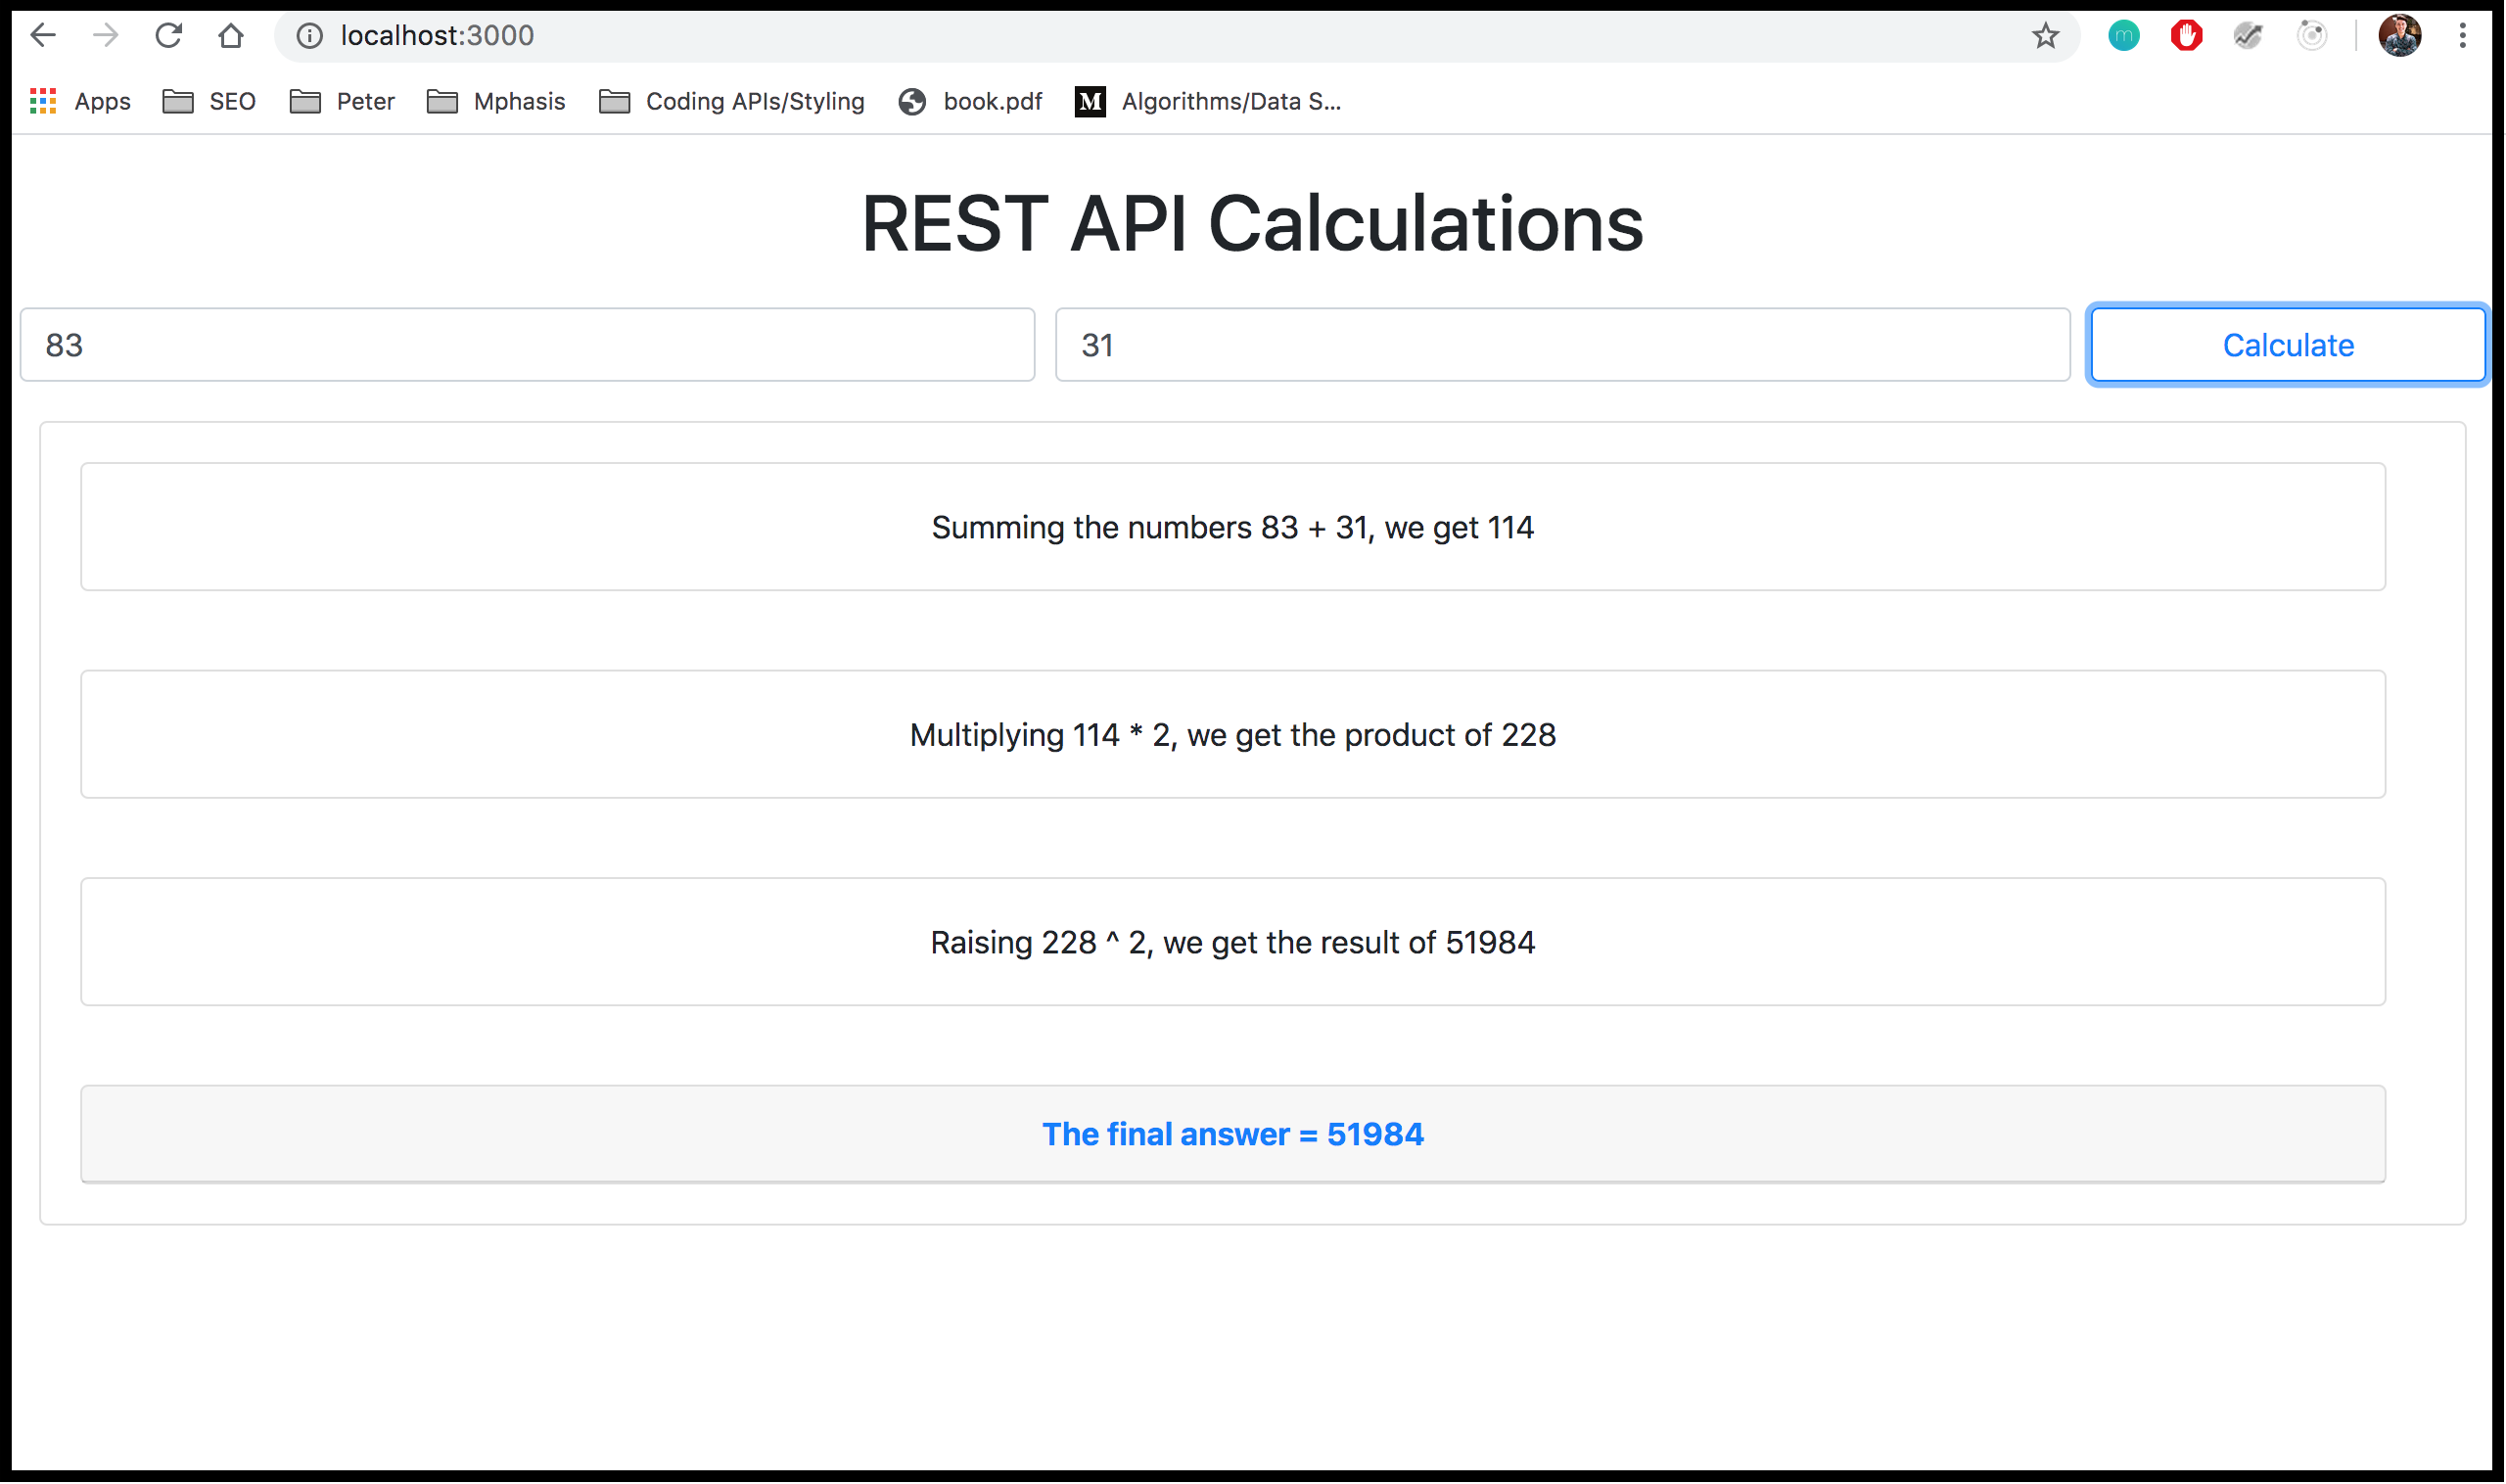 localhost:3000
Apps SEO Peter Mphasis Coding APIs/Styling book.pdf M Algorithms/Data S...
REST API Calculations
83 31 Calculate
Summing the numbers 83 + 31, we get 114
Multiplying 114 * 2, we get the product of 228
Raising 228 ^ 2, we get the result of 51984
The final answer = 51984